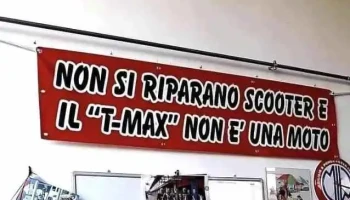 NON SI RIPARANO SCOOTER E
IL "T-MAX" NON E' UNA MOTO